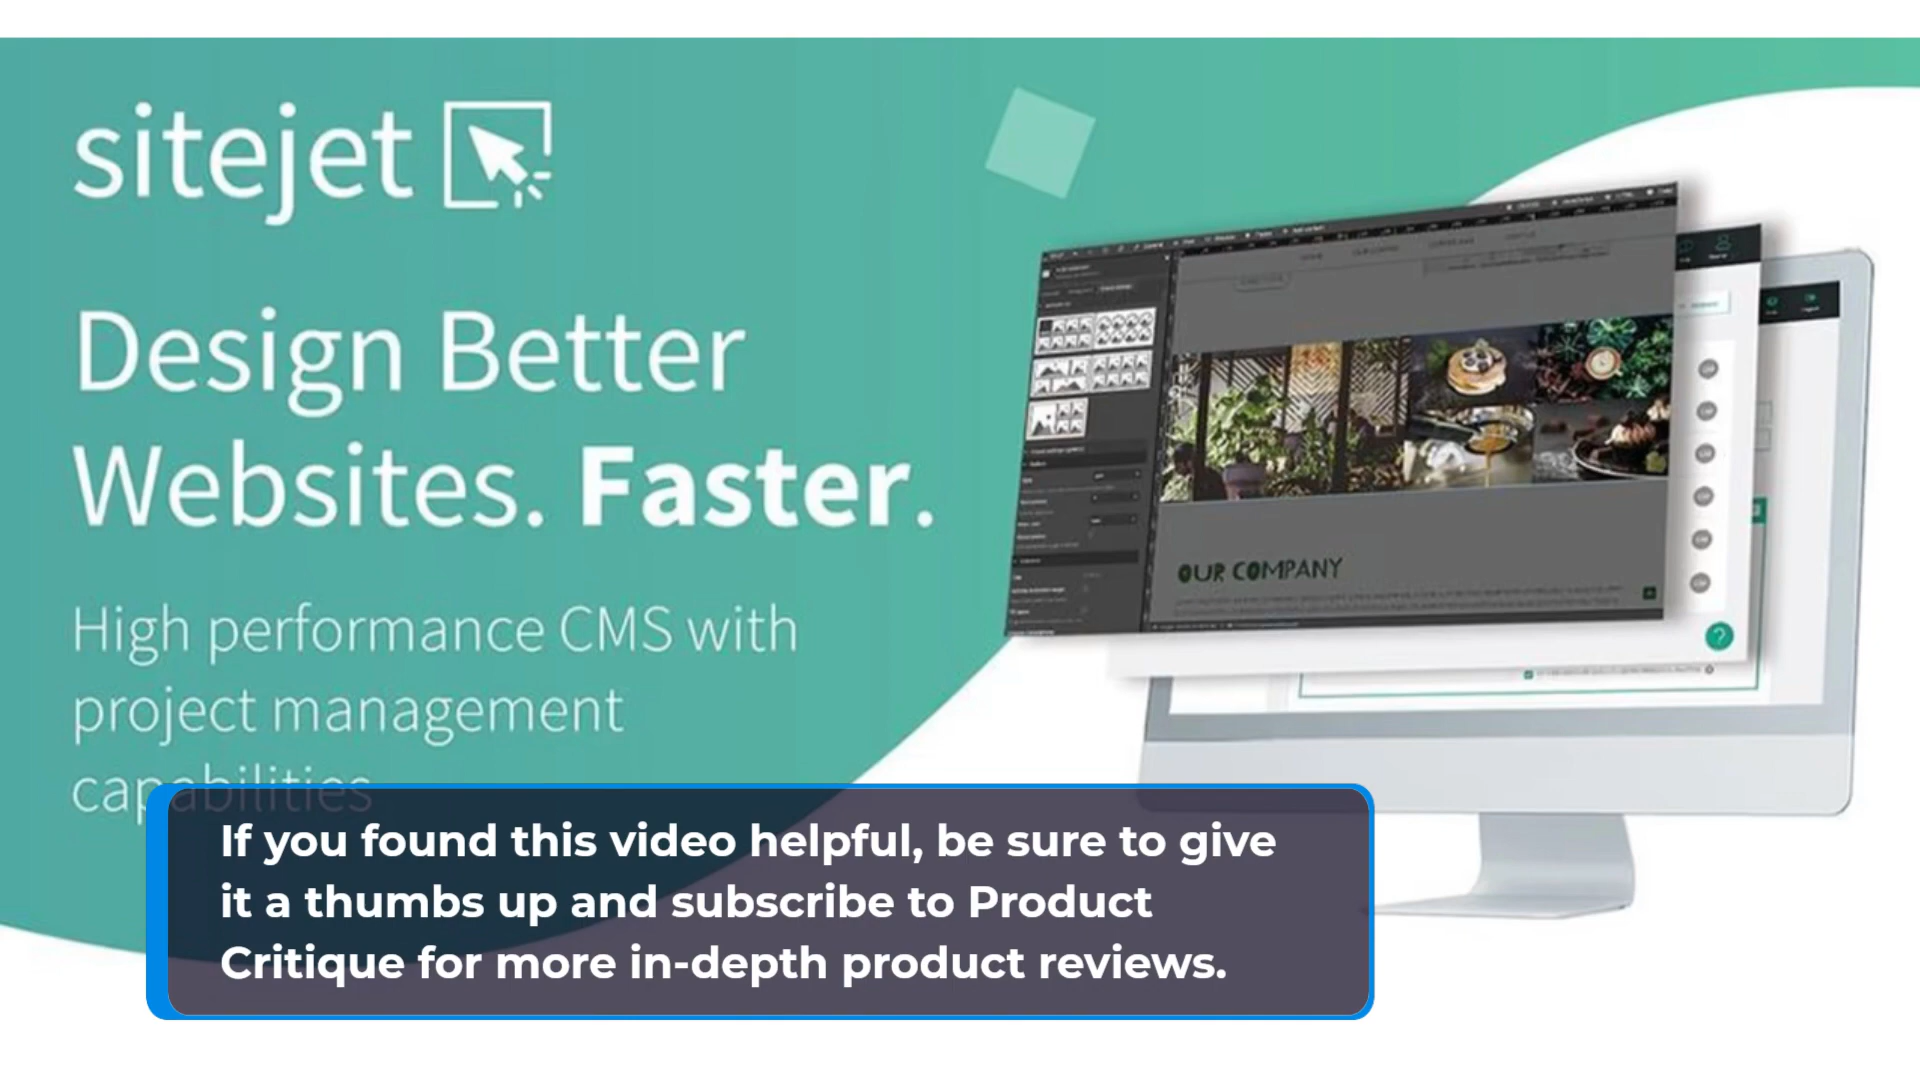 sitejet
Design Better
Websites. Faster.
High performance CMS with
project management
capabilities
OUR COMPANY
?
If you found this video helpful, be sure to give
it a thumbs up and subscribe to Product
Critique for more in-depth product reviews.